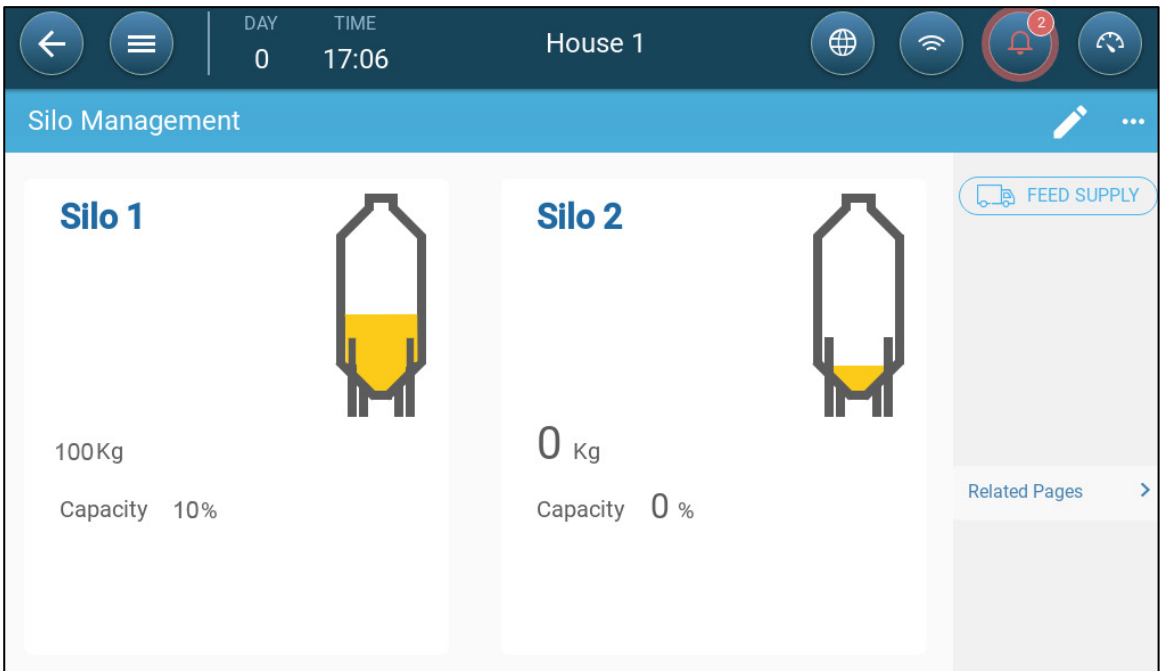 DAY TIME
0 17:06
House 1
2
Silo Management
Silo 1
100Kg
Capacity 10%
Silo 2
0 Kg
Capacity 0 %
FEED SUPPLY
Related Pages